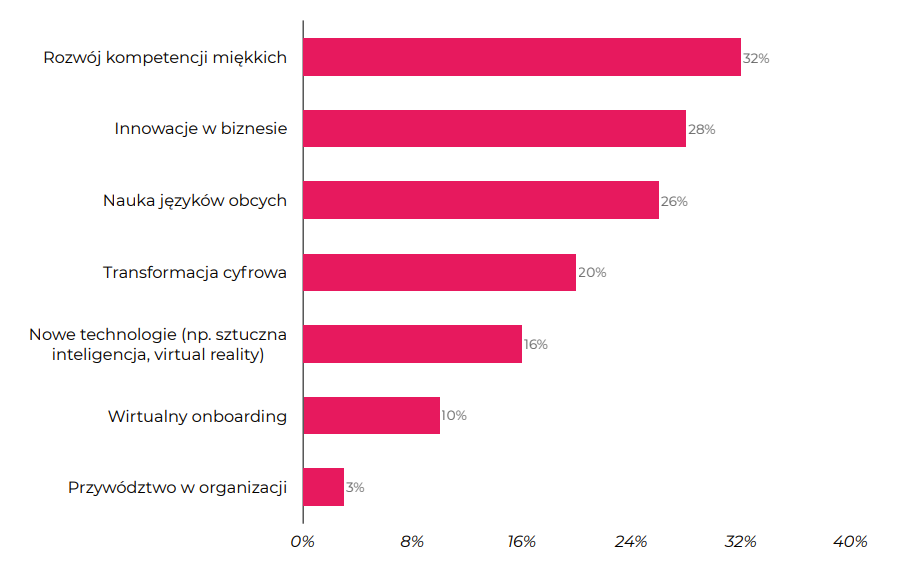 Rozwój kompetencji miękkich
32%
Innowacje w biznesie
28%
Nauka języków obcych
26%
Transformacja cyfrowa
20%
Nowe technologie (np. sztuczna
inteligencja, virtual reality)
16%
Wirtualny onboarding
10%
Przywództwo w organizacji
3%
0% 8% 16% 24% 32% 40%